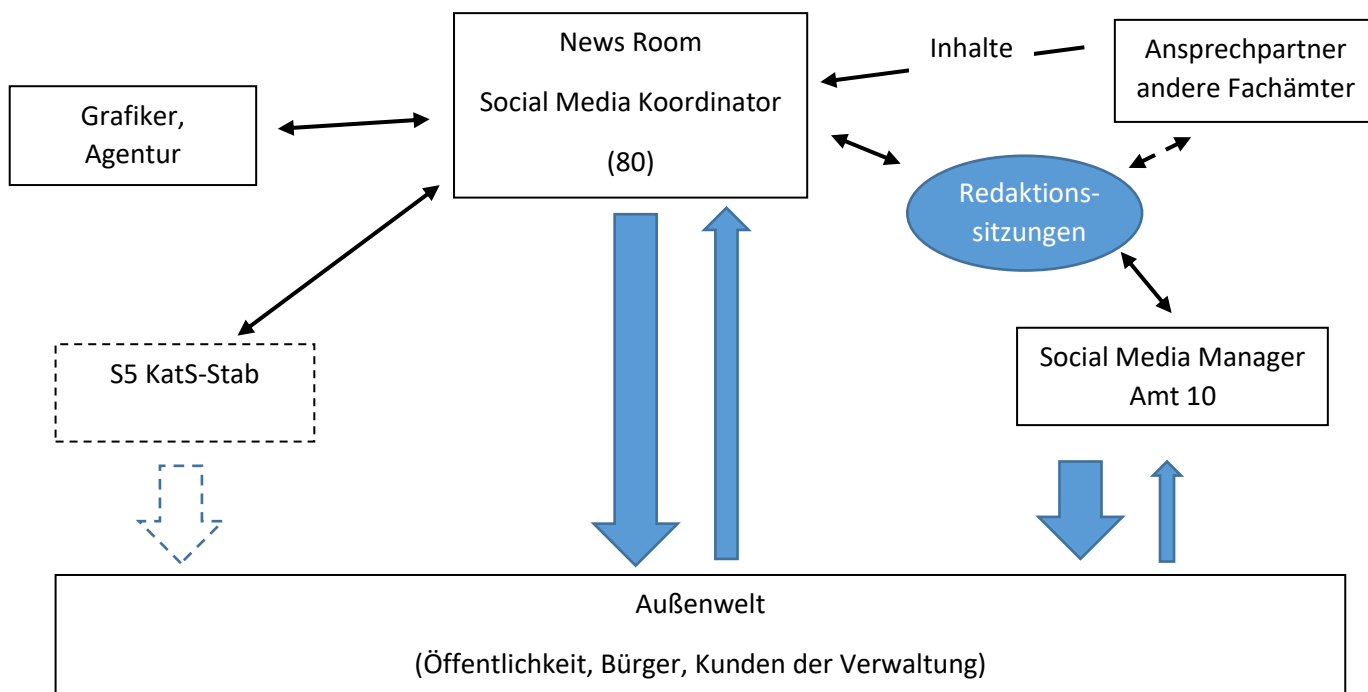 News Room
Social Media Koordinator
(80)
Inhalte
Ansprechpartner
andere Fachämter
Grafiker,
Agentur
Redaktions-
sitzungen
S5 KatS-Stab
Social Media Manager
Amt 10
Außenwelt
(Öffentlichkeit, Bürger, Kunden der Verwaltung)